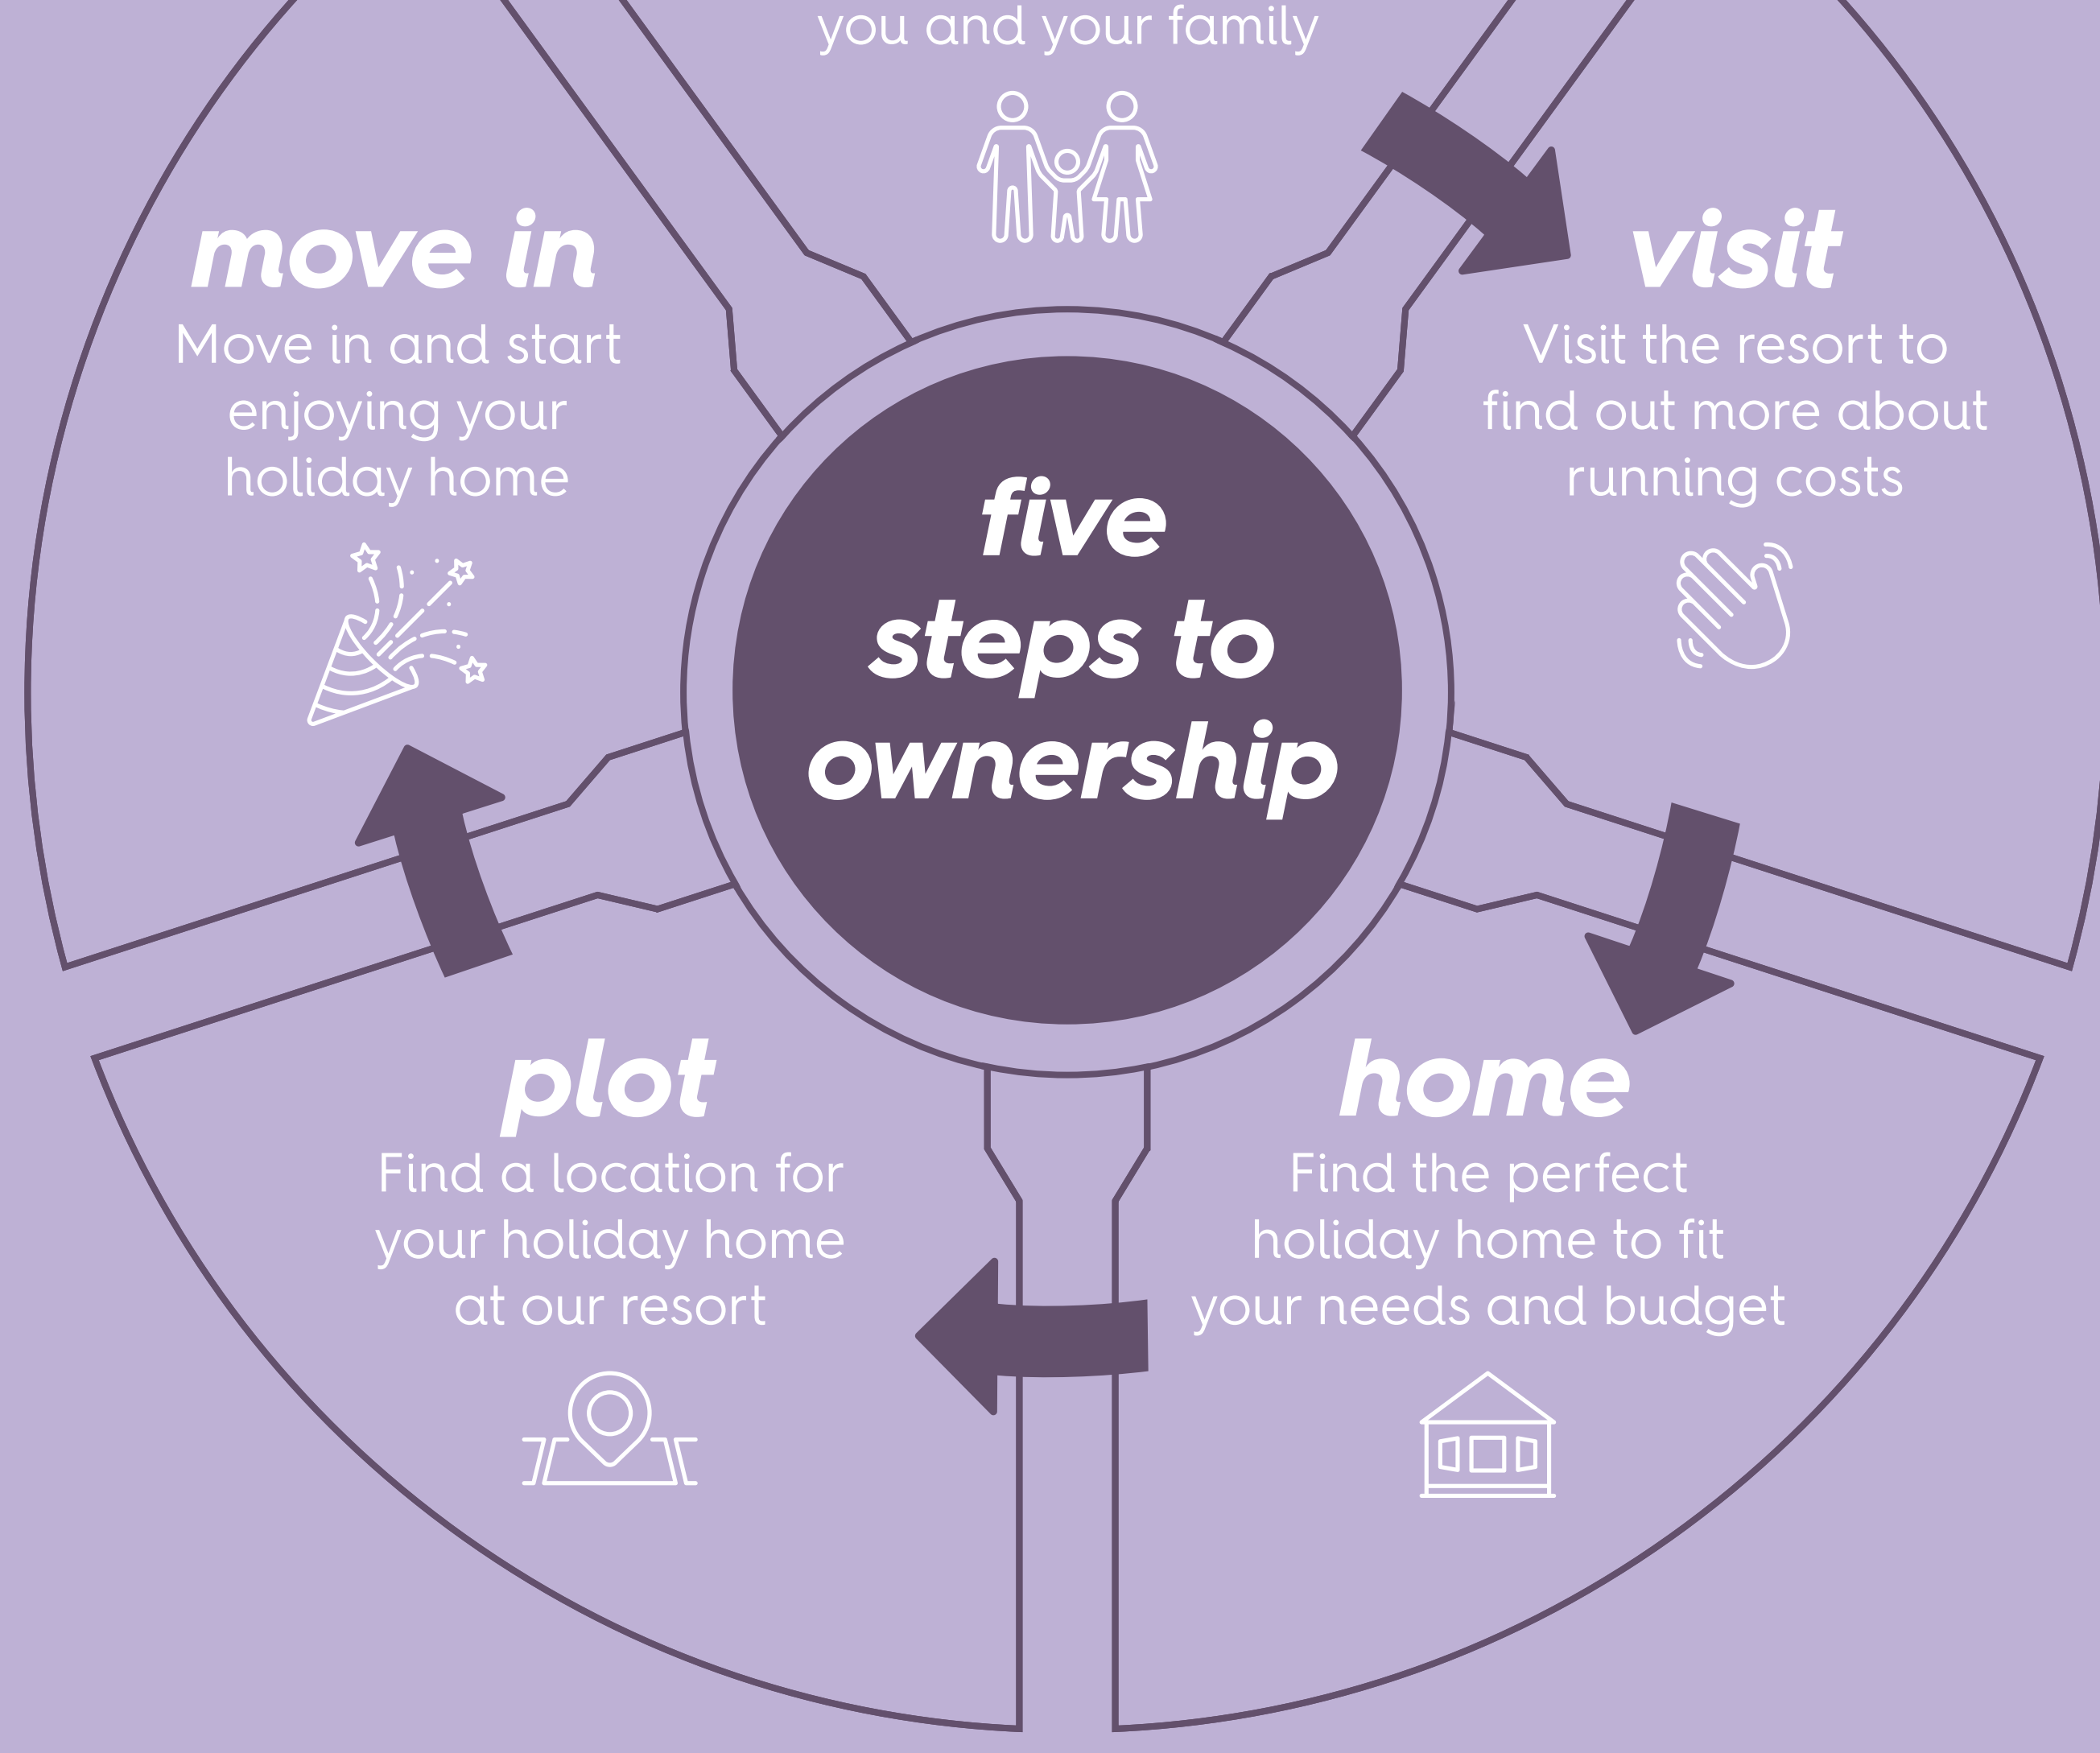 you and your family
visit
Visit the resort to
find out more about
running costs
home
Find the perfect
holiday home to fit
your needs and budget
plot
Find a location for
your holiday home
at our resort
move in
Move in and start
enjoying your
holiday home
five
steps to
ownership